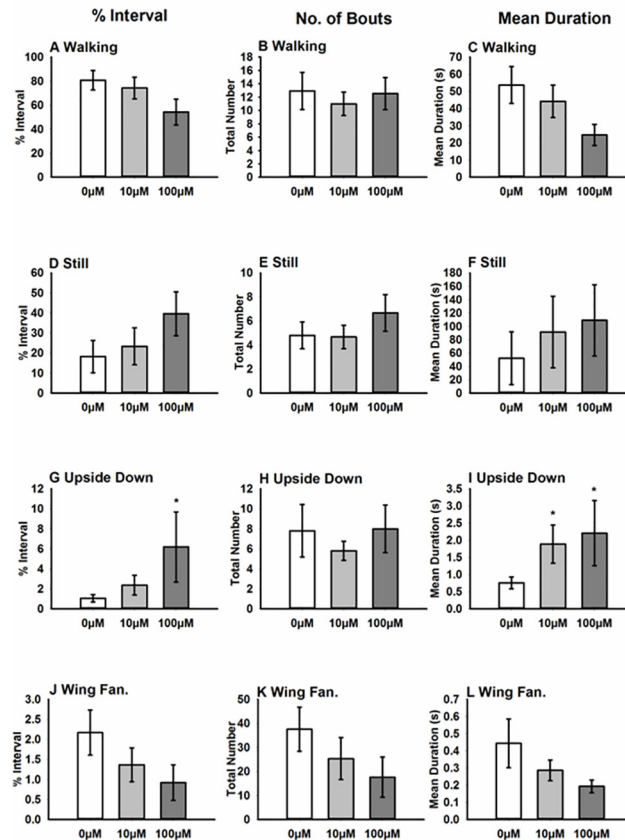 % Interval
No. of Bouts
Mean Duration
A Walking
% Interval
100
80
60
40
20
0
0µM 10µM 100µM
B Walking
Total Number
18
16
14
12
10
8
6
4
2
0
0µM 10µM 100µM
C Walking
Mean Duration (s)
70
60
50
40
30
20
10
0
0µM 10µM 100µM
D Still
% Interval
60
50
40
30
20
10
0
0µM 10µM 100µM
E Still
Total Number
10
8
6
4
2
0
0µM 10µM 100µM
F Still
Mean Duration (s)
180
160
140
120
100
80
60
40
20
0
0µM 10µM 100µM
G Upside Down
% Interval
12
10
8
6
4
2
0
*
0µM 10µM 100µM
H Upside Down
Total Number
12
10
8
6
4
2
0
0µM 10µM 100µM
I Upside Down
Mean Duration (s)
3.5
3.0
2.5
2.0
1.5
1.0
0.5
0.0
* *
0µM 10µM 100µM
J Wing Fan.
% Interval
3.0
2.5
2.0
1.5
1.0
0.5
0.0
0µM 10µM 100µM
K Wing Fan.
Total Number
50
40
30
20
10
0
0µM 10µM 100µM
L Wing Fan.
Mean Duration (s)
0.7
0.6
0.5
0.4
0.3
0.2
0.1
0.0
0µM 10µM 100µM